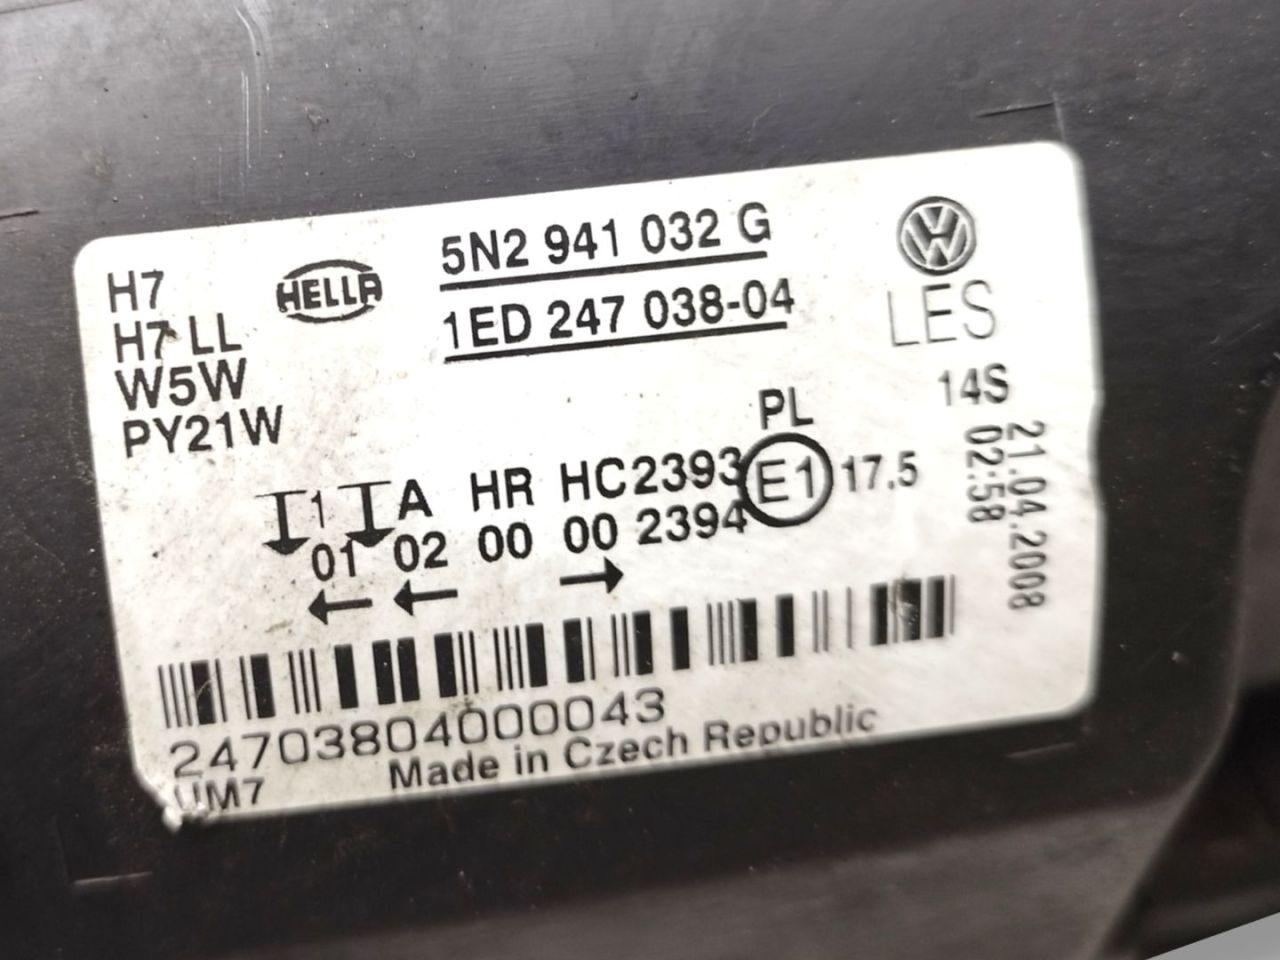 H7
H7 LL
W5W
PY21W
HELLA
5N2 941 032 G
1ED 247 038-04
LES
14S
21.04.2008
02:58
PL
1 A HR HC2393 E1 17.5
01 02 00 00 2394
24703804000043
UM7
Made in Czech Republic